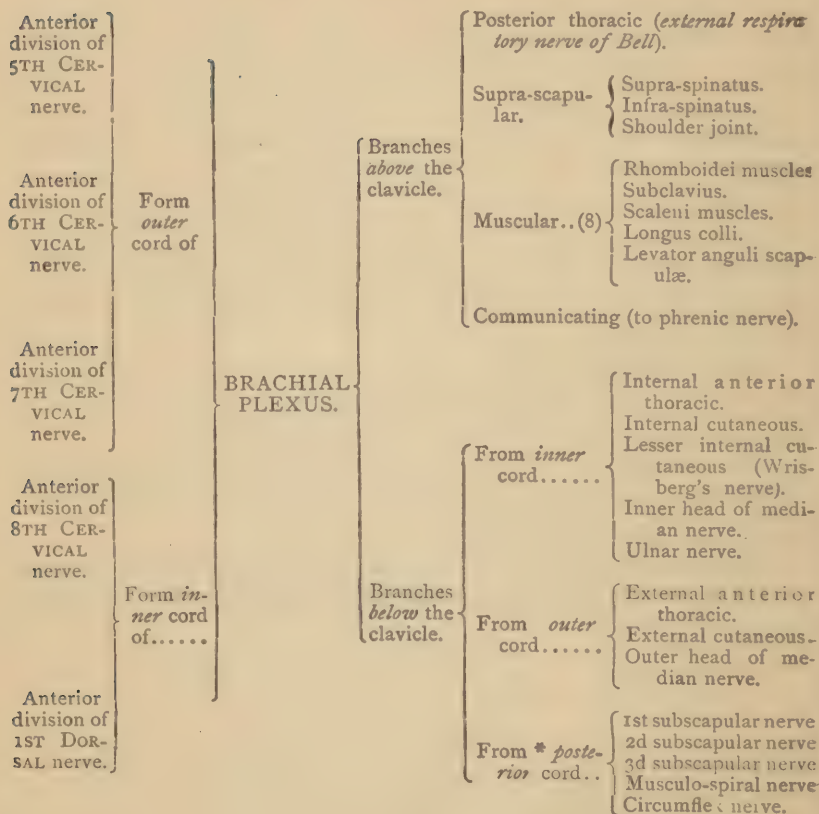 Anterior
division of
5TH CER-
VICAL
nerve.
Anterior
division of
6TH CER-
VICAL
nerve.
Anterior
division of
7TH CER-
VICAL
nerve.
Form
outer
cord of
Anterior
division of
8TH CER-
VICAL
nerve.
Anterior
division of
1ST DOR-
SAL nerve.
Form in-
ner cord
of......
BRACHIAL
PLEXUS.
Branches
above the
clavicle.
Posterior thoracic (external respira
tory nerve of Bell).
Supra-scapu-
lar.
Supra-spinatus.
Infra-spinatus.
Shoulder joint.
Muscular..(8)
Rhomboidei muscles
Subclavius.
Scaleni muscles.
Longus colli.
Levator anguli scap-
ulæ.
Communicating (to phrenic nerve).
Branches
below the
clavicle.
From inner
cord......
Internal anterior
thoracic.
Internal cutaneous.
Lesser internal cu-
taneous (Wris-
berg's nerve).
Inner head of medi-
an nerve.
Ulnar nerve.
From outer
cord......
External anterior
thoracic.
External cutaneous.
Outer head of me-
dian nerve.
From * poste-
rior cord..
1st subscapular nerve
2d subscapular nerve
3d subscapular nerve
Musculo-spiral nerve
Circumflex nerve.